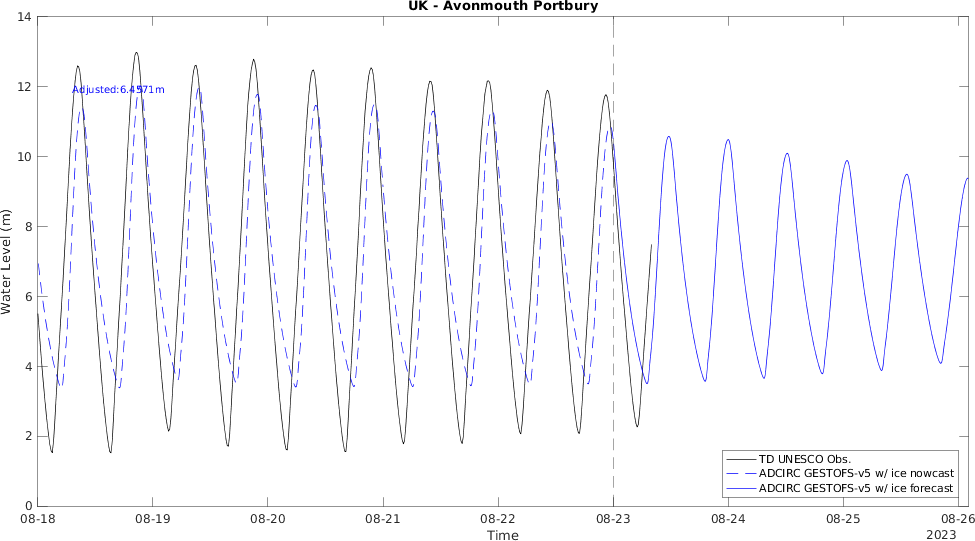 UK - Avonmouth Portbury
14
12
10
8
6
4
2
0
Water Level (m)
Adjusted:6.4571m
TD UNESCO Obs.
ADCIRC GESTOFS-v5 w/ ice nowcast
ADCIRC GESTOFS-v5 w/ ice forecast
08-18 08-19 08-20 08-21 08-22 08-23 08-24 08-25 08-26
Time
2023